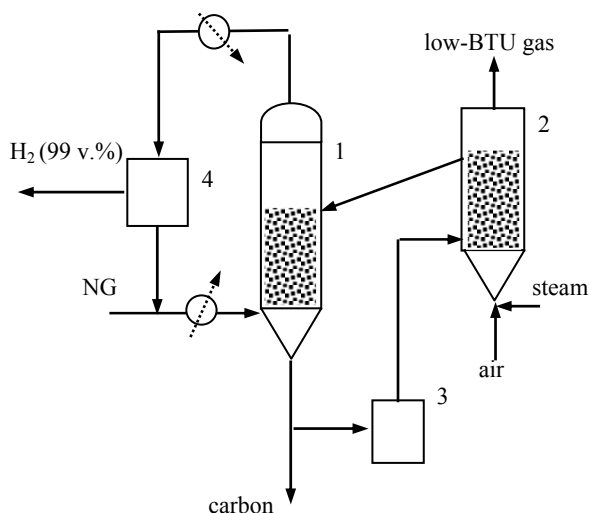 low-BTU gas
2
1
H₂ (99 v.%)
4
NG
steam
air
3
carbon